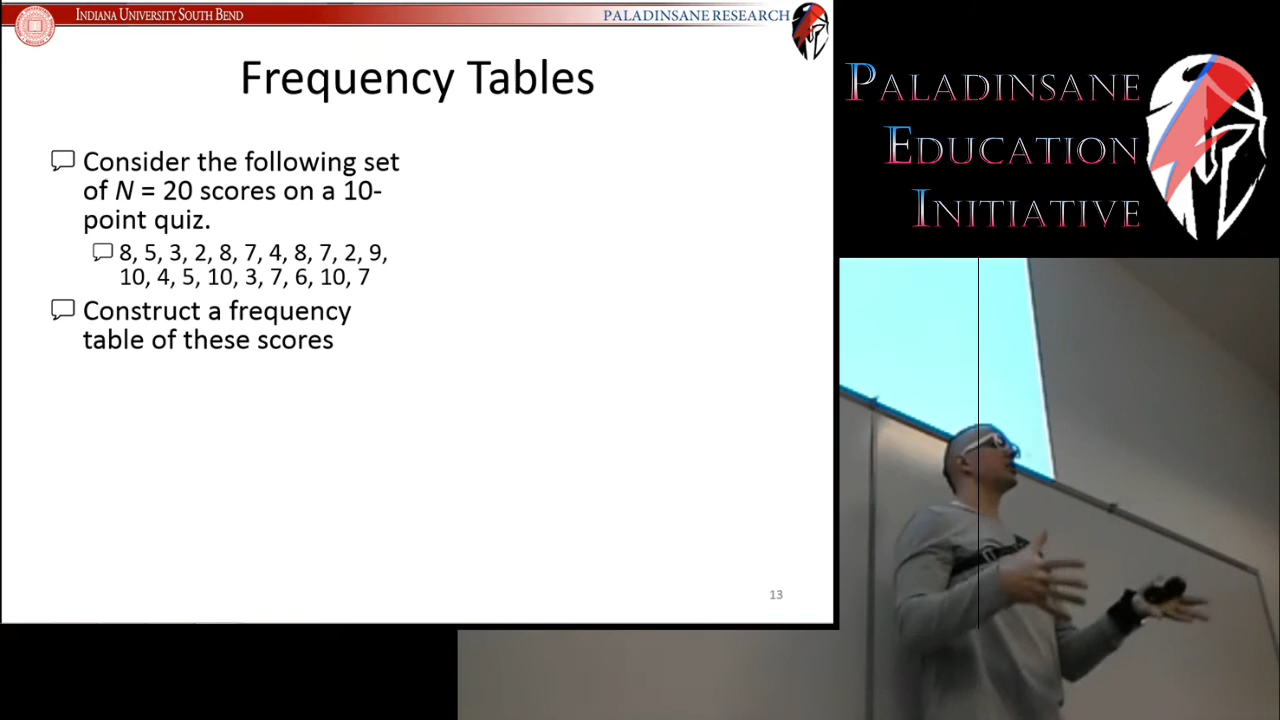 INDIANA UNIVERSITY SOUTH BEND
PALADINSANE RESEARCH
Frequency Tables
Consider the following set
of N = 20 scores on a 10-
point quiz.
8, 5, 3, 2, 8, 7, 4, 8, 7, 2, 9,
10, 4, 5, 10, 3, 7, 6, 10, 7
Construct a frequency
table of these scores
13
PALADINSANE
EDUCATION
INITIATIVE